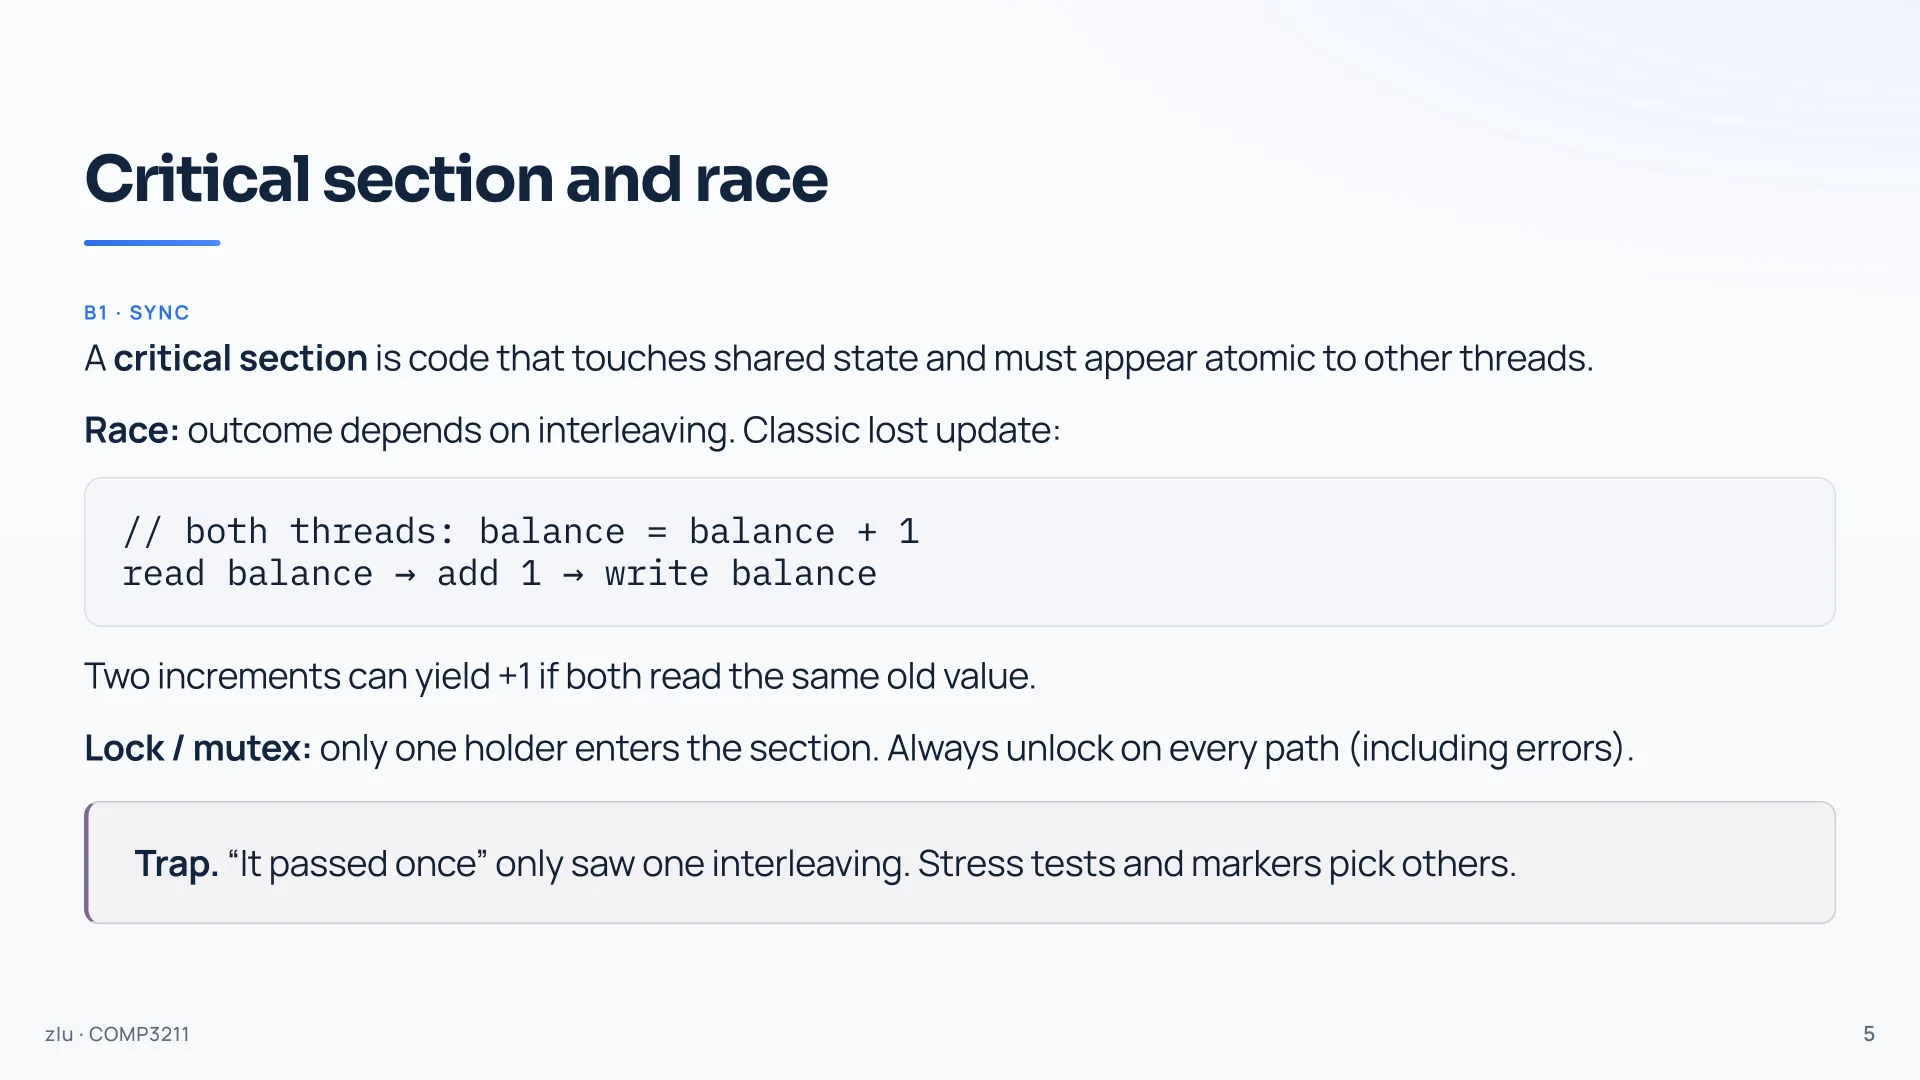 Critical section and race
B1 · SYNC
A critical section is code that touches shared state and must appear atomic to other threads.
Race: outcome depends on interleaving. Classic lost update:
// both threads: balance = balance + 1
read balance → add 1 → write balance
Two increments can yield +1 if both read the same old value.
Lock / mutex: only one holder enters the section. Always unlock on every path (including errors).
Trap. “It passed once” only saw one interleaving. Stress tests and markers pick others.
zlu · COMP3211
5